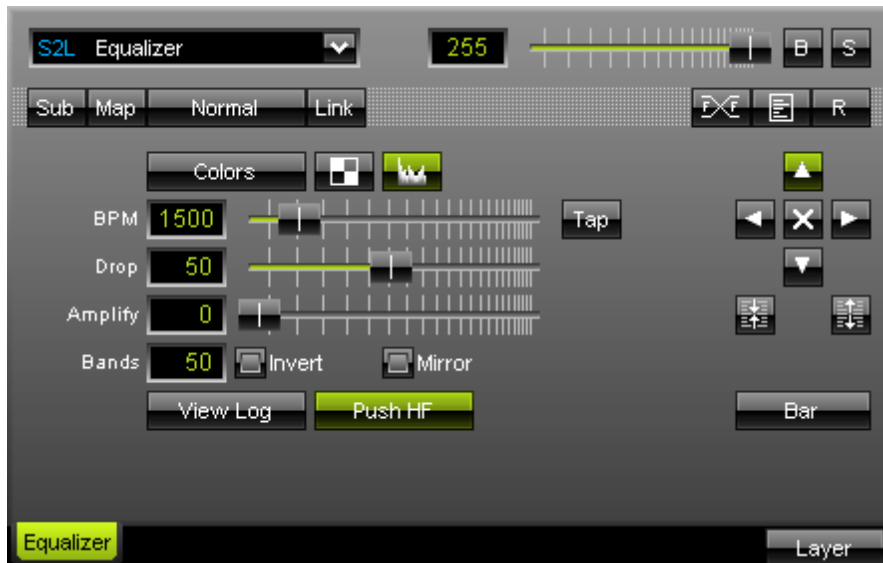 S2L Equalizer 255 B S
Sub Map Normal Link F F R
Colors
BPM 1500 Tap
Drop 50
Amplify 0
Bands 50 Invert Mirror
View Log Push HF Bar
Equalizer Layer